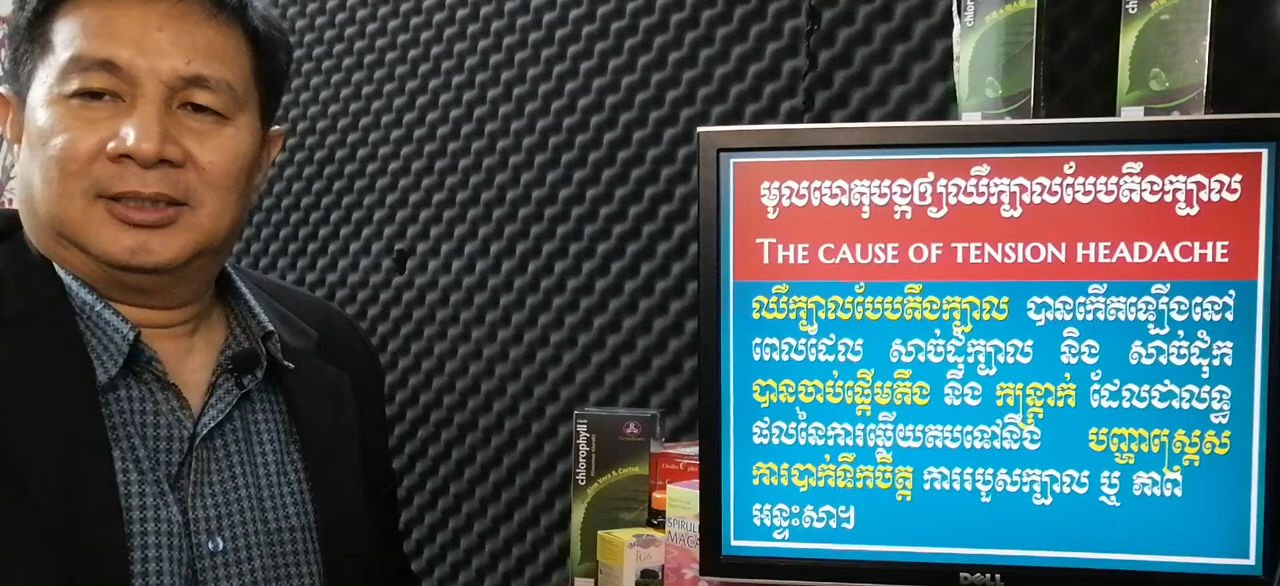 មូលហេតុបង្កឲ្យឈឺក្បាលបែបតឹងក្បាល
THE CAUSE OF TENSION HEADACHE
ឈឺក្បាលបែបតឹងក្បាល បានកើតឡើងនៅ
ពេលដែល សាច់ដុំក្បាល និង សាច់ដុំក
បានចាប់ផ្តើមតឹង នឹង កន្ត្រាក់ ដែលជាលទ្ធ
ផលនៃការឆ្លើយតបទៅនឹង បញ្ហាស្ត្រេស
ការបាក់ទឹកចិត្ត ការរបួសក្បាល ឬ ភាព
អន្ទះសា។
chlorophyll
Aloe Vera & Cactus
SPIRUL
MACA
DELL